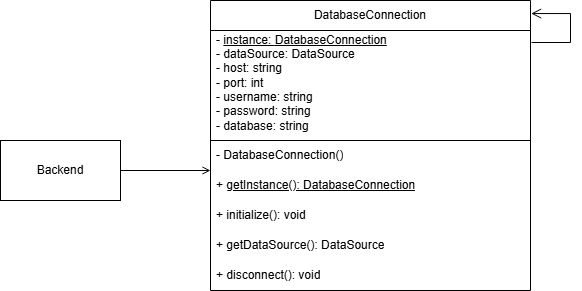 DatabaseConnection
- instance: DatabaseConnection
- dataSource: DataSource
- host: string
- port: int
- username: string
- password: string
- database: string
- DatabaseConnection()
Backend
+ getInstance(): DatabaseConnection
+ initialize(): void
+ getDataSource(): DataSource
+ disconnect(): void